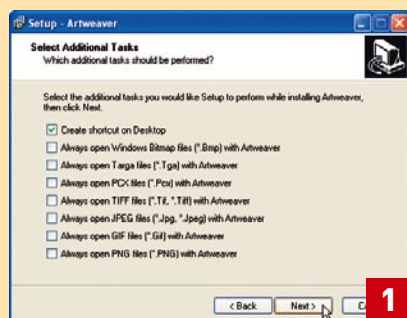 Setup - Artweaver
Select Additional Tasks
Which additional tasks should be performed?
Select the additional tasks you would like Setup to perform while installing Artweaver,
then click Next.
Create shortcut on Desktop
Always open Windows Bitmap files (*.Bmp) with Artweaver
Always open Targa files (*.Tga) with Artweaver
Always open PCX files (*.Pcx) with Artweaver
Always open TIFF files (*.Tif, *.Tiff) with Artweaver
Always open JPEG files (*.Jpg, *.Jpeg) with Artweaver
Always open GIF files (*.Gif) with Artweaver
Always open PNG files (*.PNG) with Artweaver
< Back Next >
1